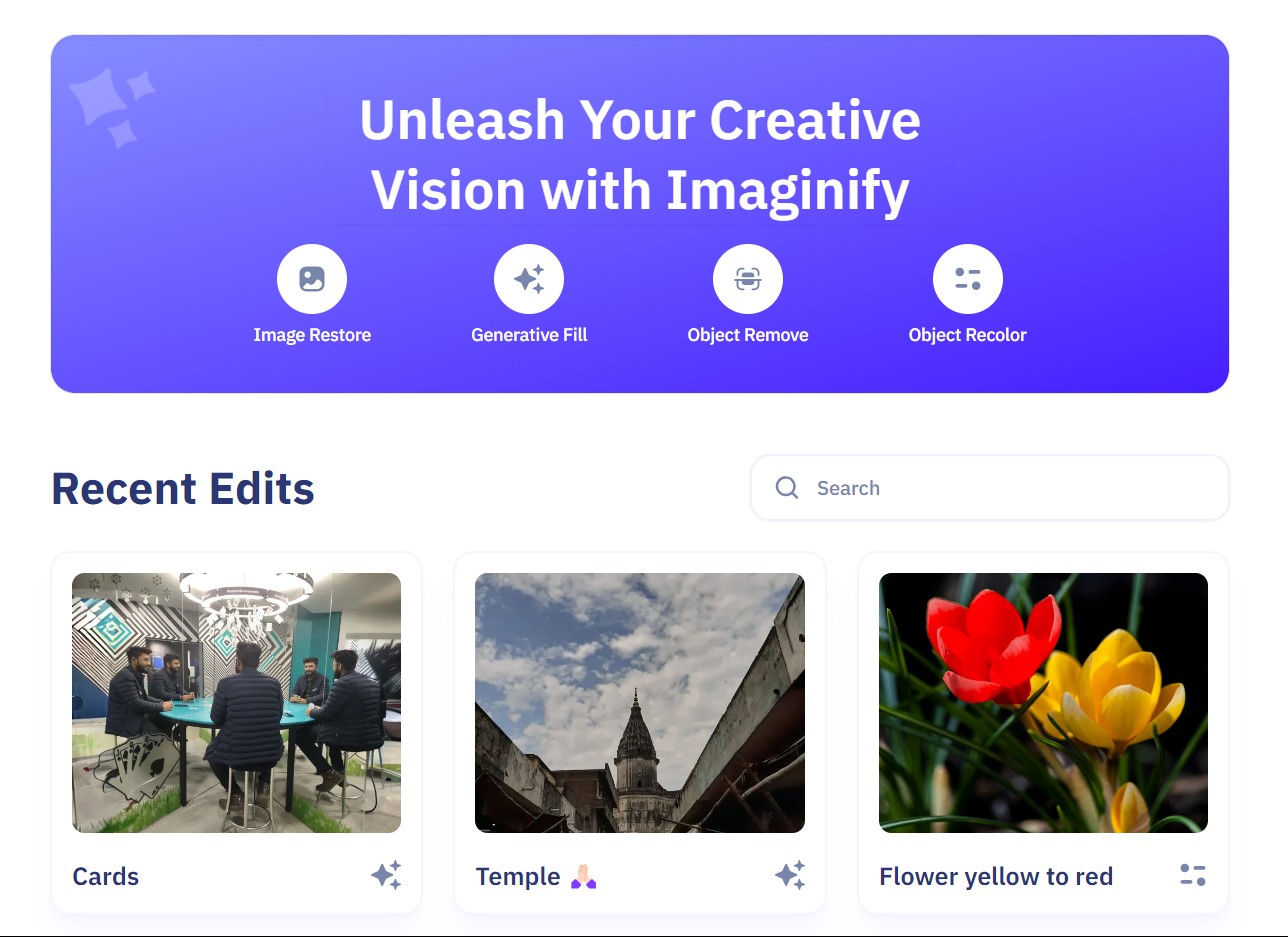 Unleash Your Creative
Vision with Imaginify
Image Restore
Generative Fill
Object Remove
Object Recolor
Recent Edits
Search
Cards
Temple 🙏🏻
Flower yellow to red